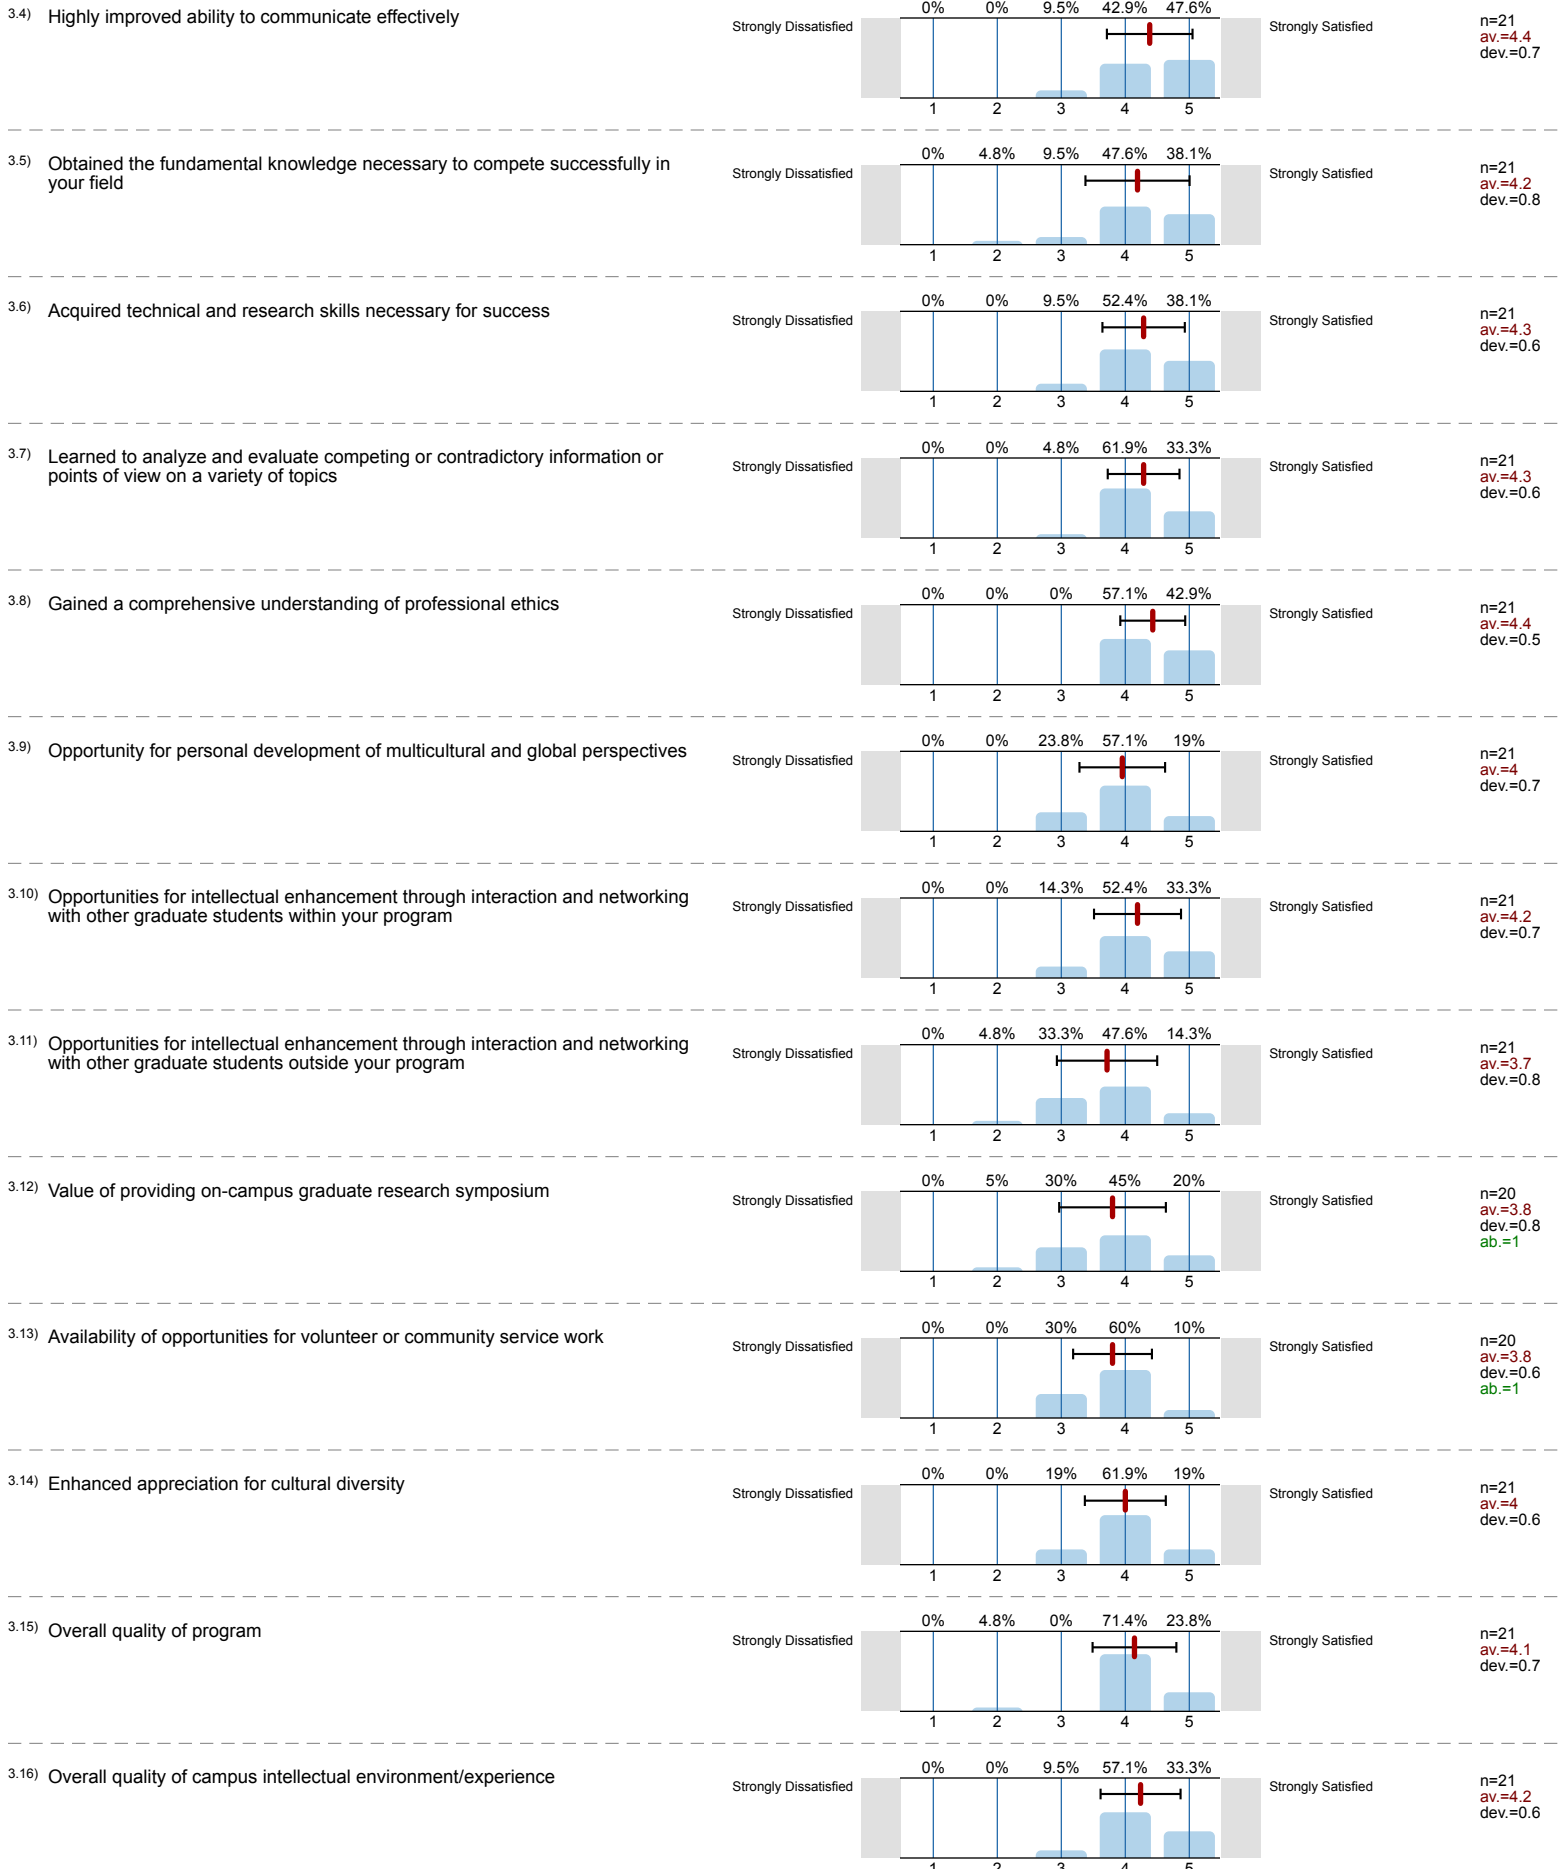 3.4) Highly improved ability to communicate effectively
Strongly Dissatisfied
0% 0% 9.5% 42.9% 47.6%
1 2 3 4 5
Strongly Satisfied
n=21
av.=4.4
dev.=0.7
3.5) Obtained the fundamental knowledge necessary to compete successfully in
your field
Strongly Dissatisfied
0% 4.8% 9.5% 47.6% 38.1%
1 2 3 4 5
Strongly Satisfied
n=21
av.=4.2
dev.=0.8
3.6) Acquired technical and research skills necessary for success
Strongly Dissatisfied
0% 0% 9.5% 52.4% 38.1%
1 2 3 4 5
Strongly Satisfied
n=21
av.=4.3
dev.=0.6
3.7) Learned to analyze and evaluate competing or contradictory information or
points of view on a variety of topics
Strongly Dissatisfied
0% 0% 4.8% 61.9% 33.3%
1 2 3 4 5
Strongly Satisfied
n=21
av.=4.3
dev.=0.6
3.8) Gained a comprehensive understanding of professional ethics
Strongly Dissatisfied
0% 0% 0% 57.1% 42.9%
1 2 3 4 5
Strongly Satisfied
n=21
av.=4.4
dev.=0.5
3.9) Opportunity for personal development of multicultural and global perspectives
Strongly Dissatisfied
0% 0% 23.8% 57.1% 19%
1 2 3 4 5
Strongly Satisfied
n=21
av.=4
dev.=0.7
3.10) Opportunities for intellectual enhancement through interaction and networking
with other graduate students within your program
Strongly Dissatisfied
0% 0% 14.3% 52.4% 33.3%
1 2 3 4 5
Strongly Satisfied
n=21
av.=4.2
dev.=0.7
3.11) Opportunities for intellectual enhancement through interaction and networking
with other graduate students outside your program
Strongly Dissatisfied
0% 4.8% 33.3% 47.6% 14.3%
1 2 3 4 5
Strongly Satisfied
n=21
av.=3.7
dev.=0.8
3.12) Value of providing on-campus graduate research symposium
Strongly Dissatisfied
0% 5% 30% 45% 20%
1 2 3 4 5
Strongly Satisfied
n=20
av.=3.8
dev.=0.8
ab.=1
3.13) Availability of opportunities for volunteer or community service work
Strongly Dissatisfied
0% 0% 30% 60% 10%
1 2 3 4 5
Strongly Satisfied
n=20
av.=3.8
dev.=0.6
ab.=1
3.14) Enhanced appreciation for cultural diversity
Strongly Dissatisfied
0% 0% 19% 61.9% 19%
1 2 3 4 5
Strongly Satisfied
n=21
av.=4
dev.=0.6
3.15) Overall quality of program
Strongly Dissatisfied
0% 4.8% 0% 71.4% 23.8%
1 2 3 4 5
Strongly Satisfied
n=21
av.=4.1
dev.=0.7
3.16) Overall quality of campus intellectual environment/experience
Strongly Dissatisfied
0% 0% 9.5% 57.1% 33.3%
1 2 3 4 5
Strongly Satisfied
n=21
av.=4.2
dev.=0.6